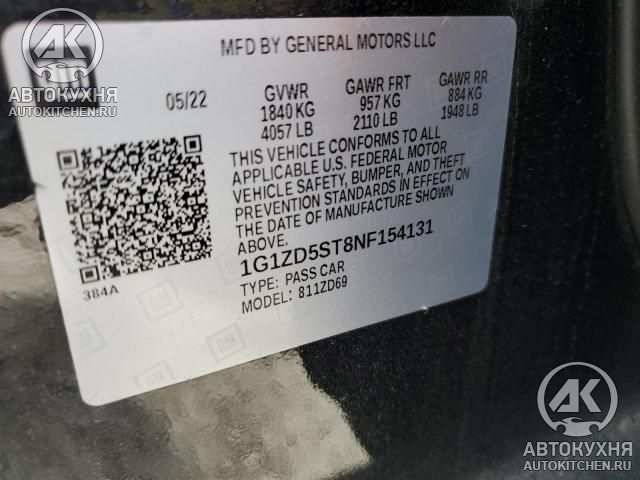 MFD BY GENERAL MOTORS LLC
05/22
GVWR
1840 KG
4057 LB
GAWR FRT
957 KG
2110 LB
GAWR RR
884 KG
1948 LB
THIS VEHICLE CONFORMS TO ALL
APPLICABLE U.S. FEDERAL MOTOR
VEHICLE SAFETY, BUMPER, AND THEFT
PREVENTION STANDARDS IN EFFECT ON
THE DATE OF MANUFACTURE SHOWN
ABOVE.
1G1ZD5ST8NF154131
TYPE: PASS CAR
MODEL: 811ZD69
384A
АК
АВТОКУХНЯ
AUTOKITCHEN.RU
АК
АВТОКУХНЯ
AUTOKITCHEN.RU